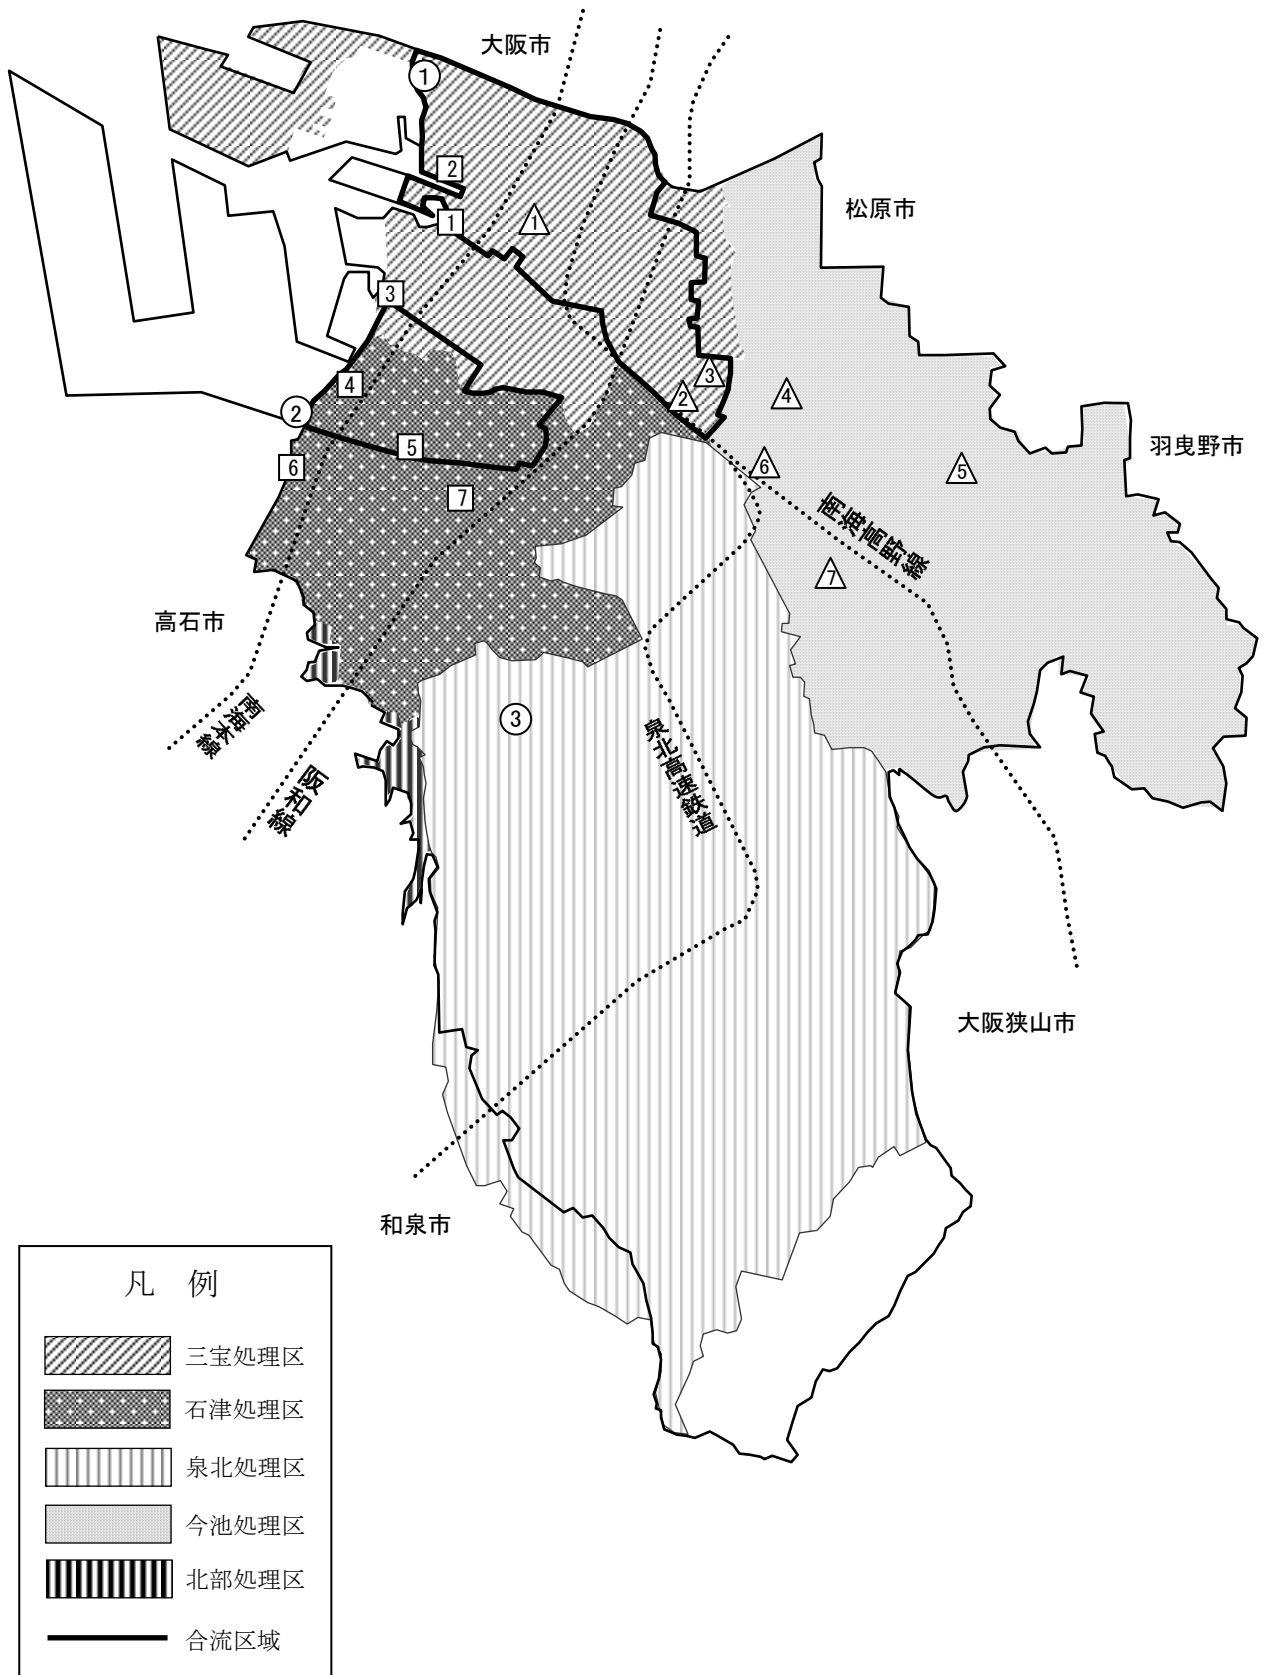 大阪市
①
2
松原市
1
1
3
3
2
4
4
②
羽曳野市
5
6
5
6
7
南海高野線
7
高石市
南海本線
③
泉北高速鉄道
阪和線
大阪狭山市
和泉市
凡 例
三宝処理区
石津処理区
泉北処理区
今池処理区
北部処理区
合流区域